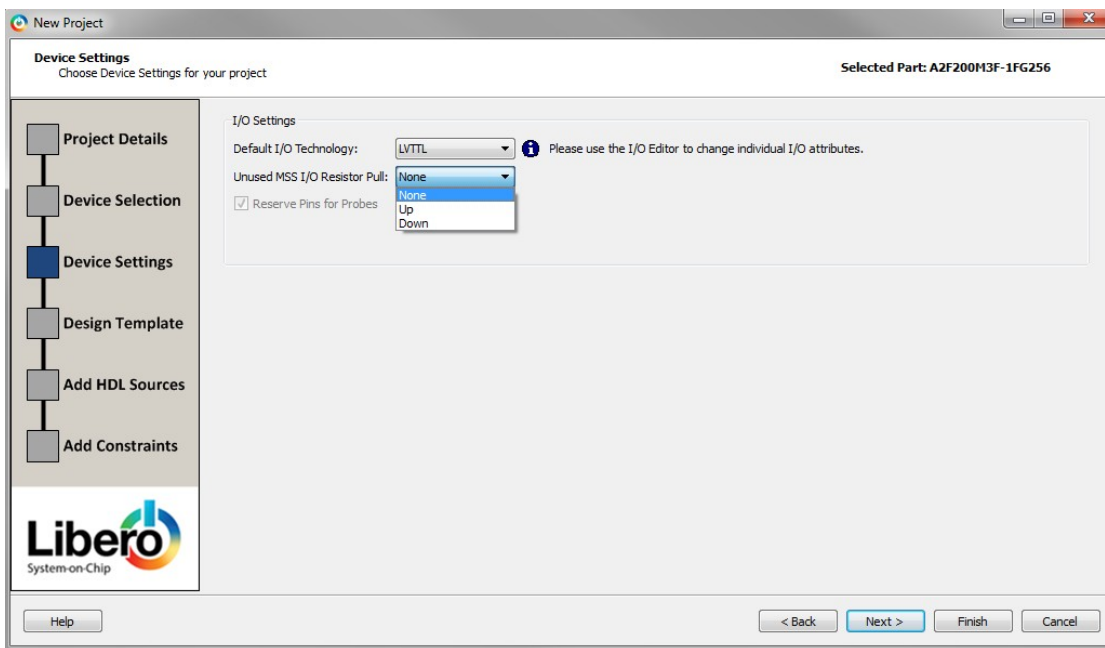 New Project
Device Settings
Choose Device Settings for your project
Selected Part: A2F200M3F-1FG256
Project Details
Device Selection
Device Settings
Design Template
Add HDL Sources
Add Constraints
I/O Settings
Default I/O Technology: LVTTL Please use the I/O Editor to change individual I/O attributes.
Unused MSS I/O Resistor Pull: None
None
Up
Down
Reserve Pins for Probes
Libero
System-on-Chip
Help < Back Next > Finish Cancel